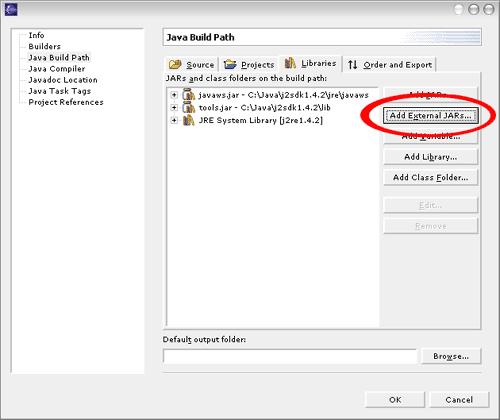 Info
Builders
Java Build Path
Java Compiler
Javadoc Location
Java Task Tags
Project References
Java Build Path
Source
Projects
Libraries
Order and Export
JARs and class folders on the build path:
javaws.jar - C:\Java\j2sdk1.4.2\jre\javaws
tools.jar - C:\Java\j2sdk1.4.2\lib
JRE System Library [j2re1.4.2]
Add JARs...
Add External JARs...
Add Variable...
Add Library...
Add Class Folder...
Edit...
Remove
Default output folder:
Browse...
OK
Cancel